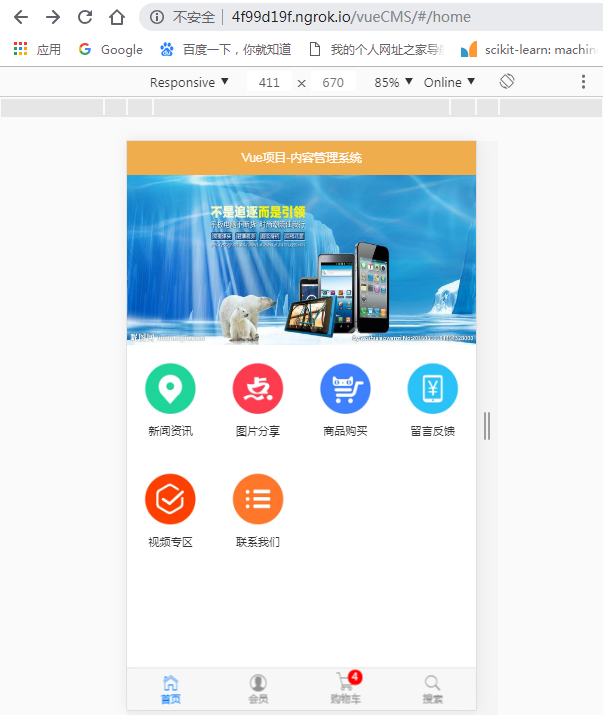 不安全 4f99d19f.ngrok.io/vueCMS/#/home
应用 Google 百度一下，你就知道 我的个人网址之家导航 scikit-learn: machin
Responsive ▼ 411 × 670 85% ▼ Online ▼
Vue项目-内容管理系统
不是追逐而是引领
新闻资讯 图片分享 商品购买 留言反馈
视频专区 联系我们
4
首页 会员 购物车 搜索